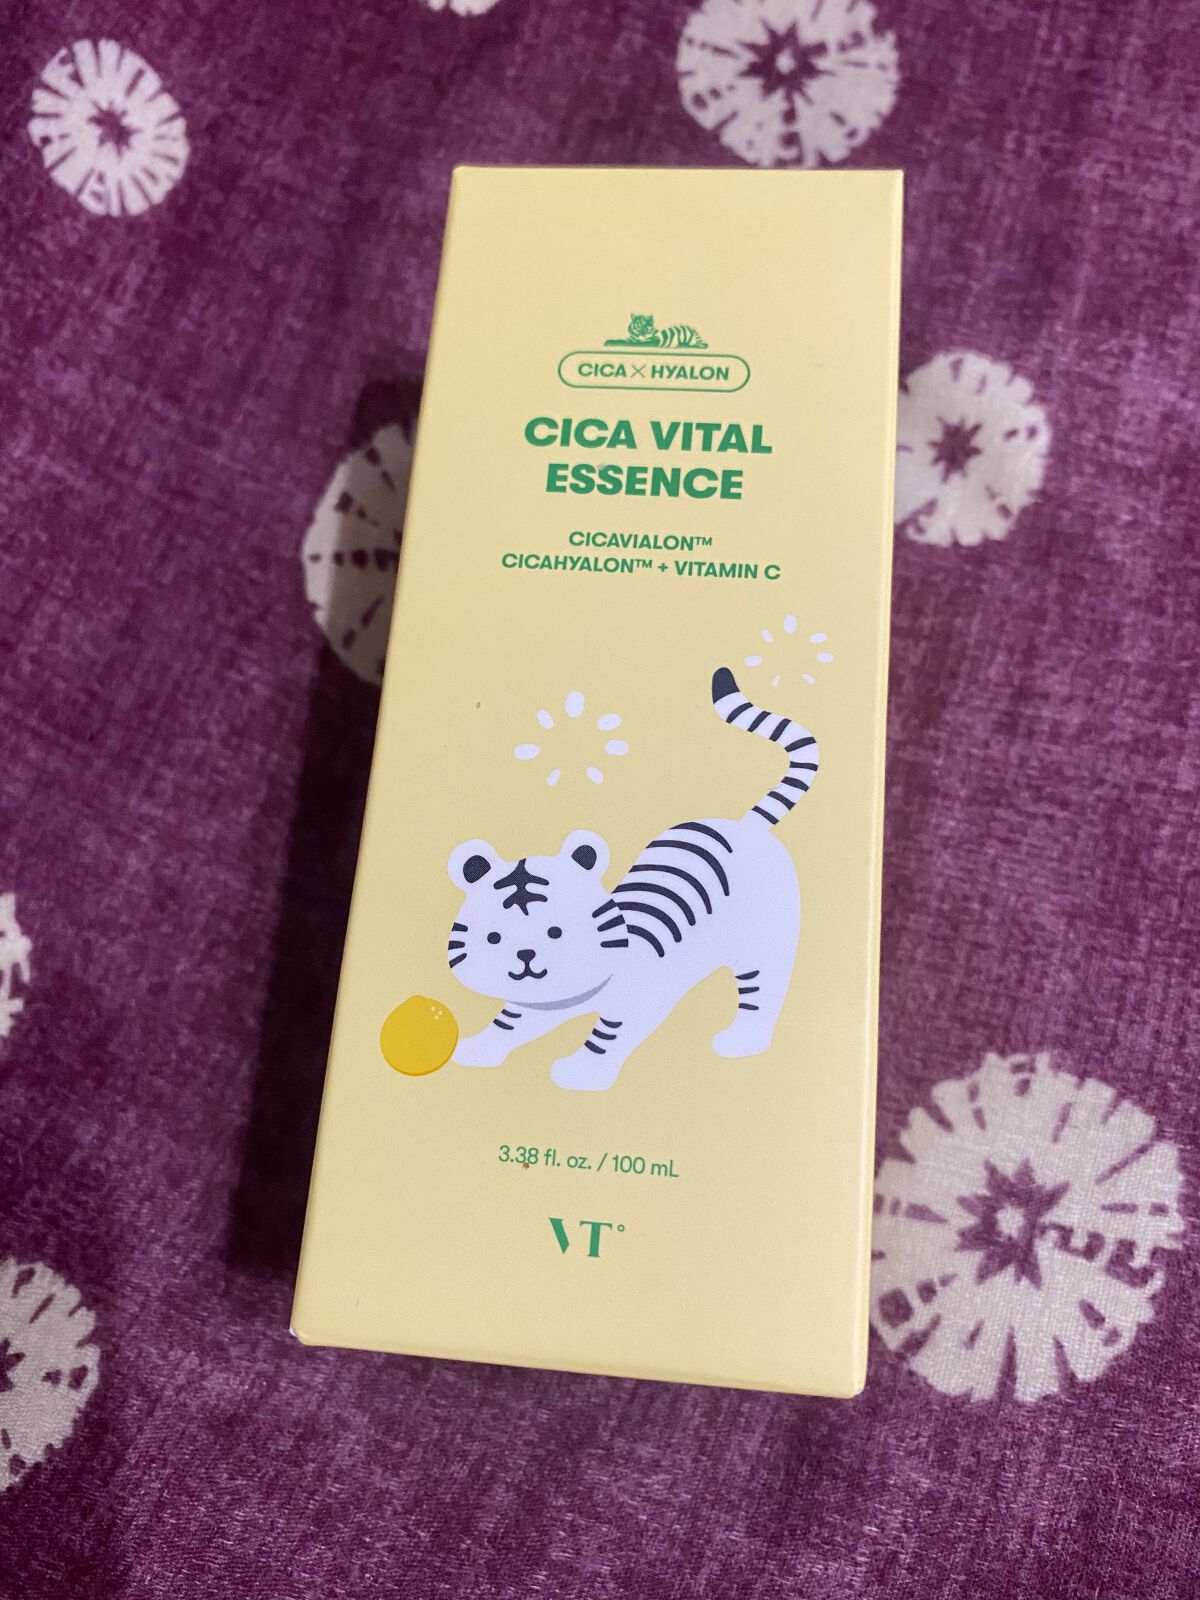 CICA×HYALON
CICA VITAL
ESSENCE
CICAVIALON™
CICAHYALON™ + VITAMIN C
3.38 fl. oz. / 100 mL
VT°